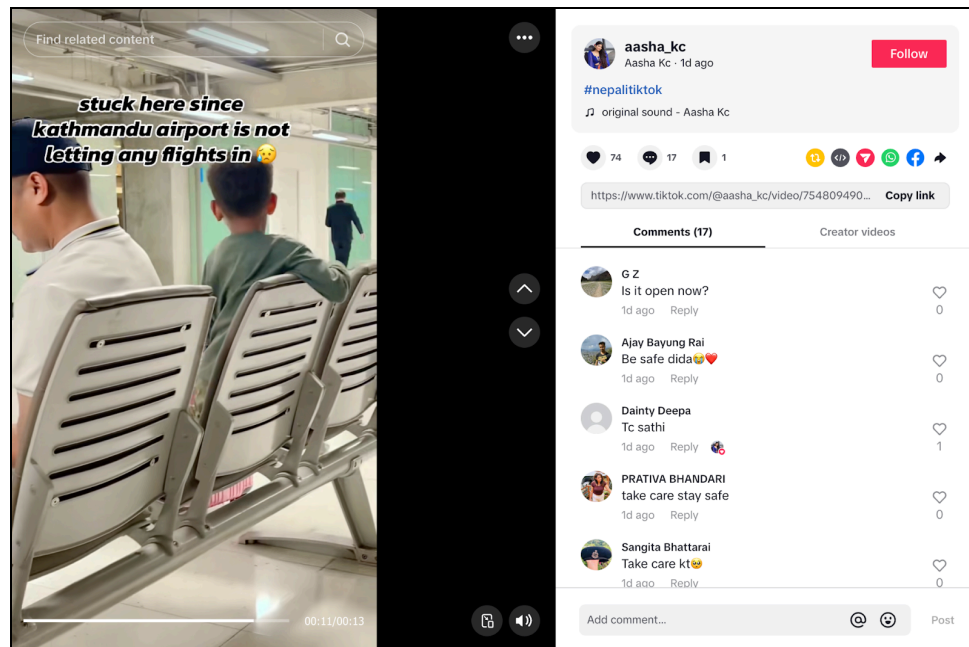 Find related content
stuck here since
kathmandu airport is not
letting any flights in 😥
00:11/00:13
aasha_kc
Aasha Kc · 1d ago
Follow
#nepalitiktok
original sound - Aasha Kc
74
17
1
https://www.tiktok.com/@aasha_kc/video/754809490...
Copy link
Comments (17)
Creator videos
G Z
Is it open now?
1d ago Reply
0
Ajay Bayung Rai
Be safe dida😭❤️
1d ago Reply
0
Dainty Deepa
Tc sathi
1d ago Reply
1
PRATIVA BHANDARI
take care stay safe
1d ago Reply
0
Sangita Bhattarai
Take care kt🥺
1d ago Reply
0
Add comment...
Post